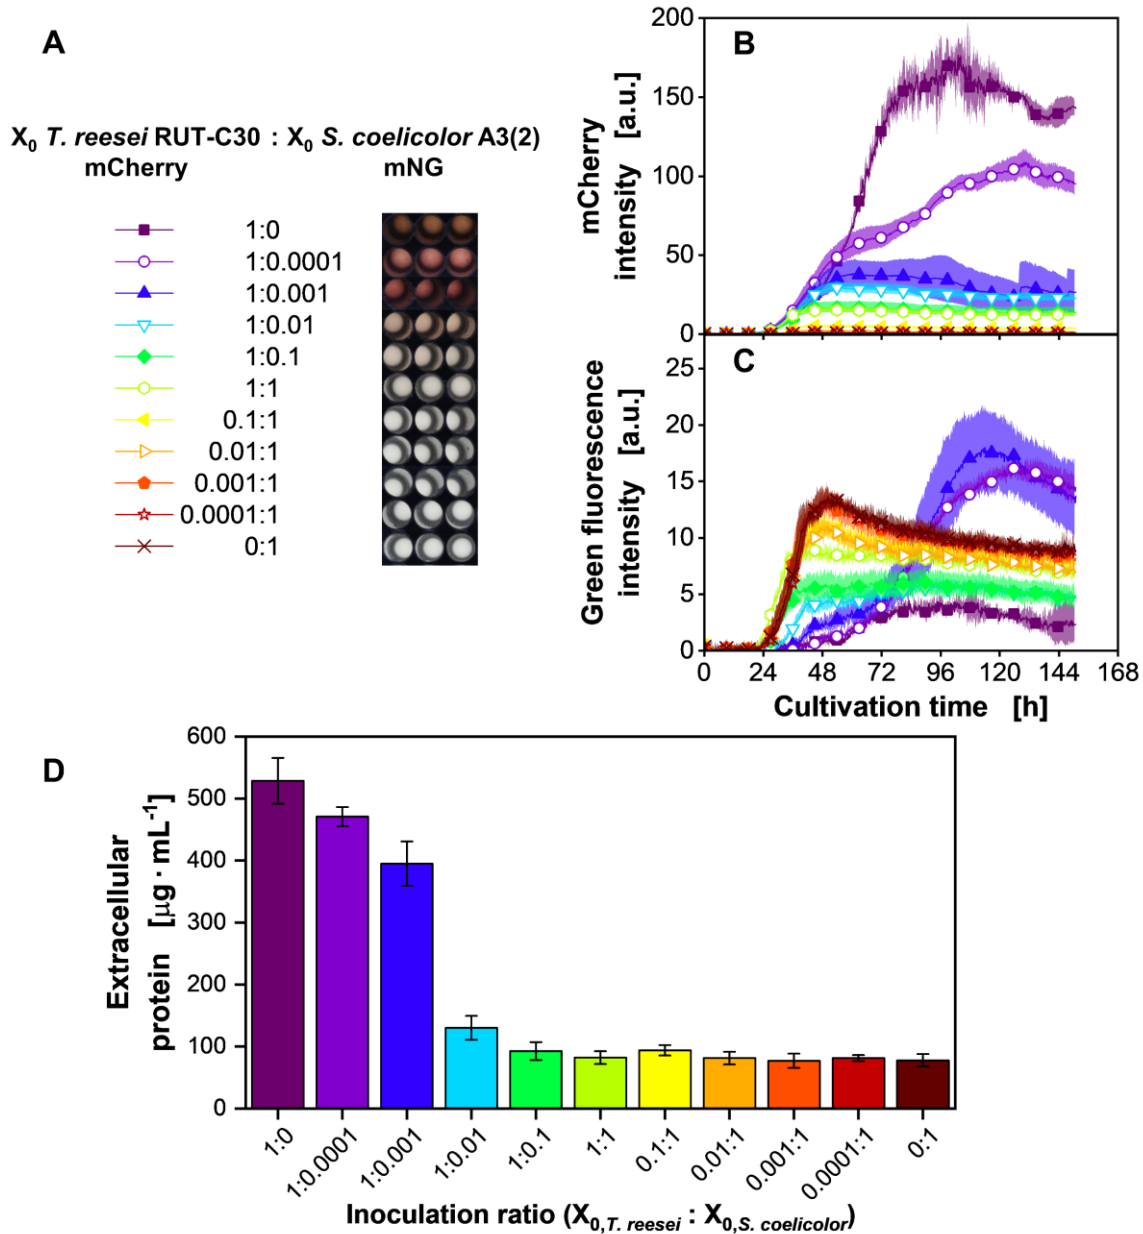 A
X₀ T. reesei RUT-C30 : X₀ S. coelicolor A3(2)
mCherry mNG
1:0
1:0.0001
1:0.001
1:0.01
1:0.1
1:1
0.1:1
0.01:1
0.001:1
0.0001:1
0:1
B
mCherry
intensity [a.u.]
200
150
100
50
0
C
Green fluorescence
intensity [a.u.]
25
20
15
10
5
0
0 24 48 72 96 120 144 168
Cultivation time [h]
D
Extracellular
protein [µg · mL⁻¹]
600
500
400
300
200
100
0
1:0 1:0.0001 1:0.001 1:0.01 1:0.1 1:1 0.1:1 0.01:1 0.001:1 0.0001:1 0:1
Inoculation ratio (X₀,T. reesei : X₀,S. coelicolor)